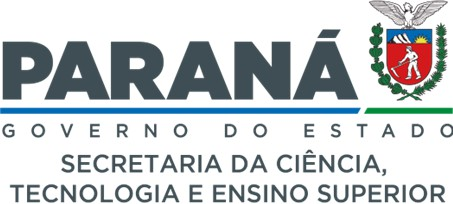 PARANÁ
GOVERNO DO ESTADO
SECRETARIA DA CIÊNCIA,
TECNOLOGIA E ENSINO SUPERIOR